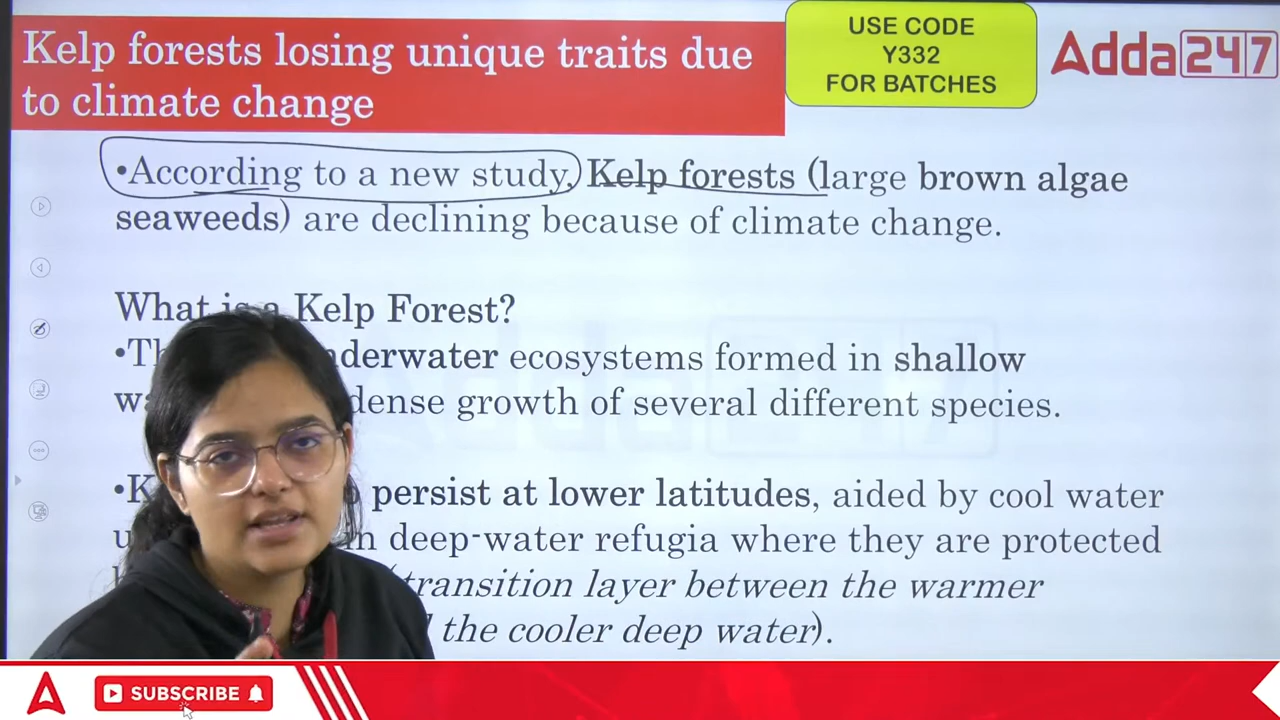 Kelp forests losing unique traits due
to climate change
USE CODE
Y332
FOR BATCHES
Adda247
•According to a new study, Kelp forests (large brown algae
seaweeds) are declining because of climate change.
What is a Kelp Forest?
underwater ecosystems formed in shallow
dense growth of several different species.
persist at lower latitudes, aided by cool water
in deep-water refugia where they are protected
(transition layer between the warmer
the cooler deep water).
SUBSCRIBE